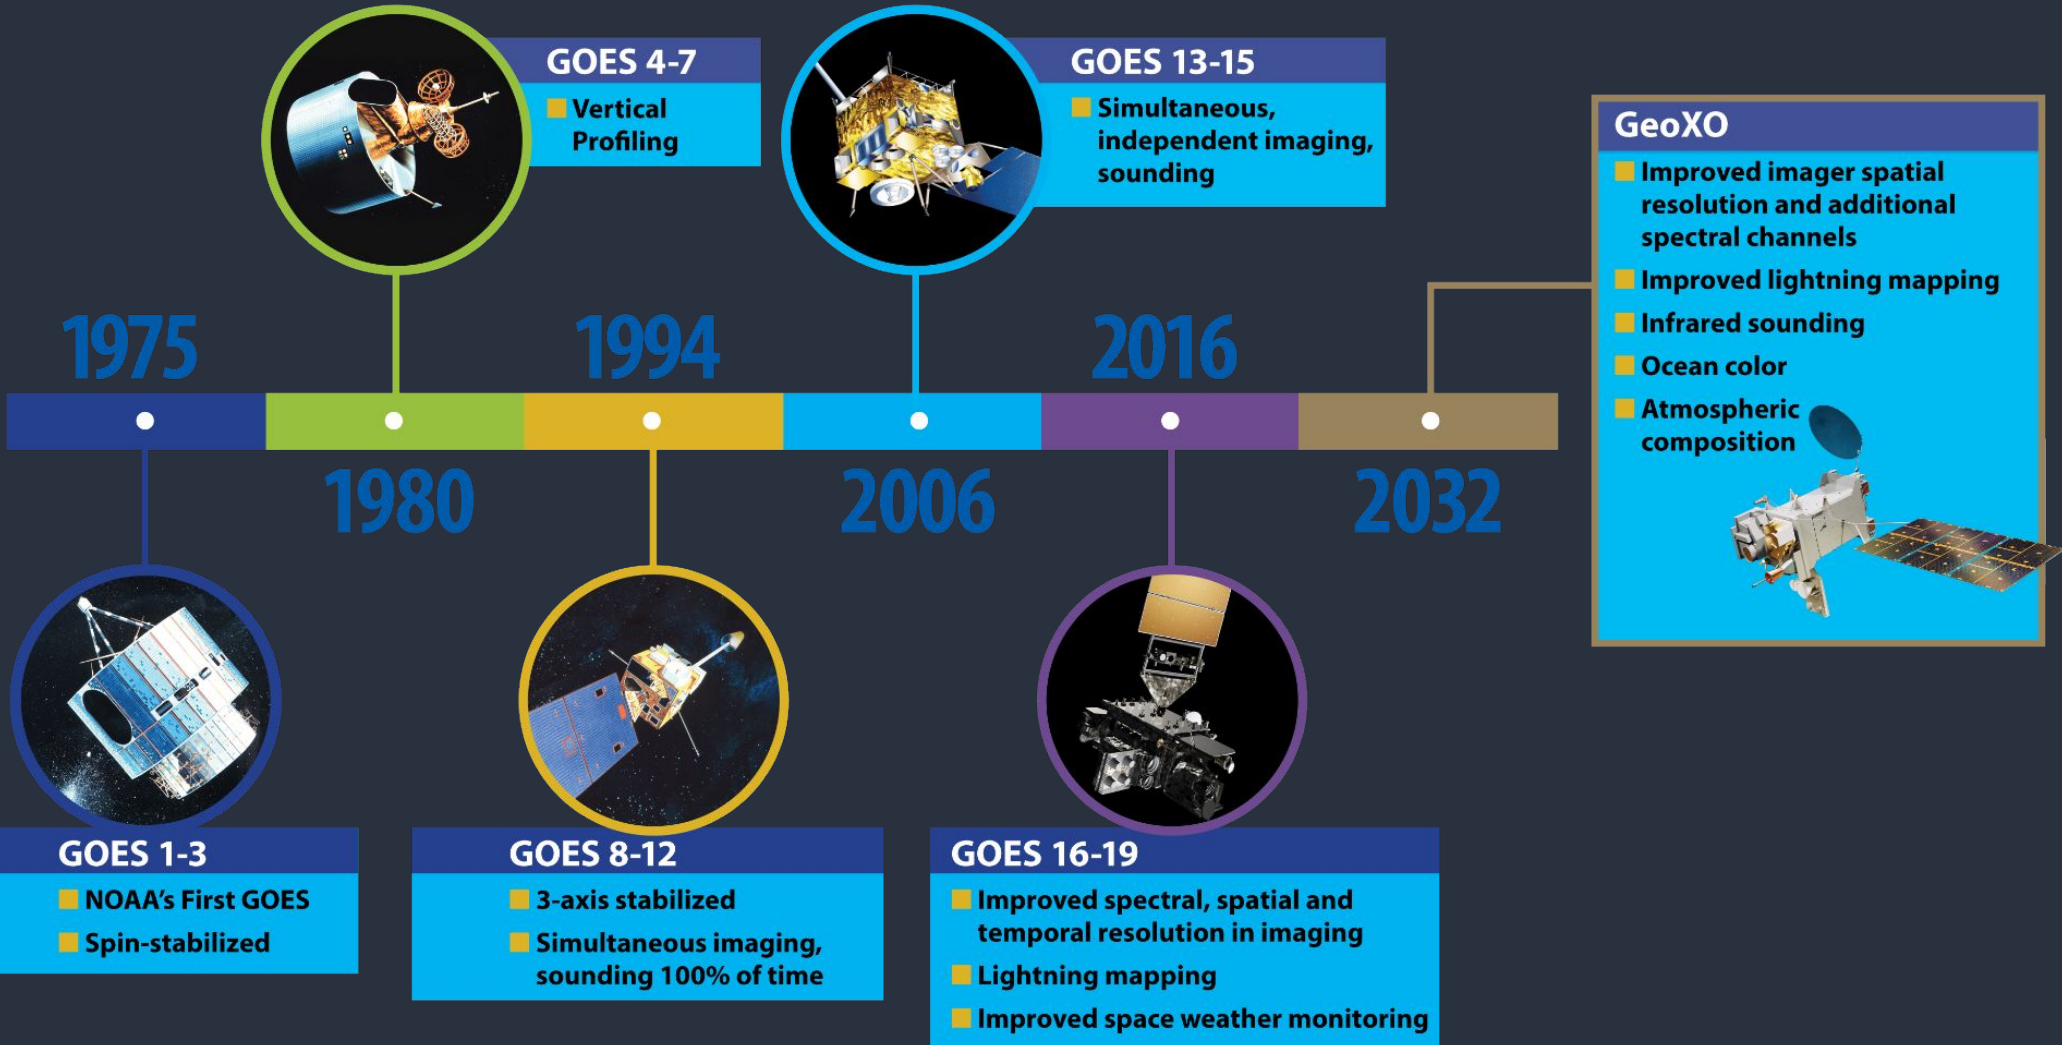 GOES 4-7
Vertical
Profiling
GOES 13-15
Simultaneous,
independent imaging,
sounding
GeoXO
Improved imager spatial
resolution and additional
spectral channels
Improved lightning mapping
Infrared sounding
Ocean color
Atmospheric
composition
1975
1994
2016
1980
2006
2032
GOES 1-3
NOAA's First GOES
Spin-stabilized
GOES 8-12
3-axis stabilized
Simultaneous imaging,
sounding 100% of time
GOES 16-19
Improved spectral, spatial and
temporal resolution in imaging
Lightning mapping
Improved space weather monitoring